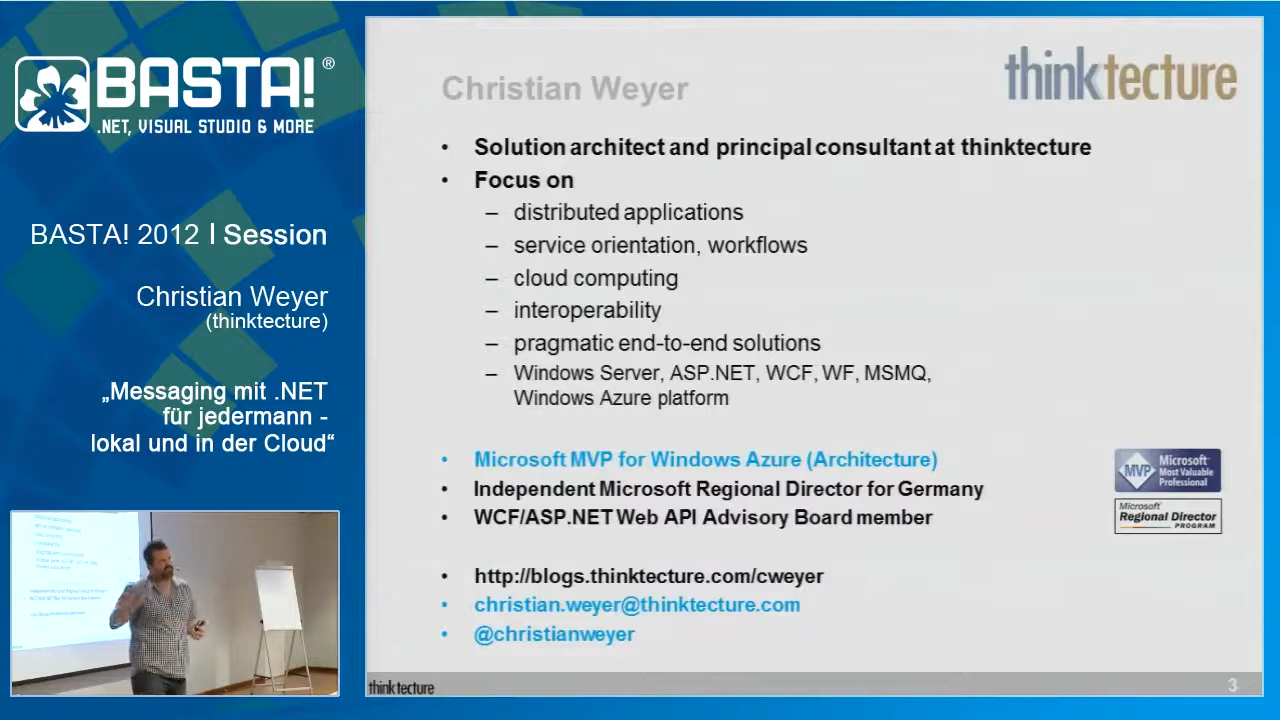 BASTA!®
.NET, VISUAL STUDIO & MORE
BASTA! 2012 I Session
Christian Weyer
(thinktecture)
„Messaging mit .NET
für jedermann -
lokal und in der Cloud“
Christian Weyer
thinktecture
• Solution architect and principal consultant at thinktecture
• Focus on
– distributed applications
– service orientation, workflows
– cloud computing
– interoperability
– pragmatic end-to-end solutions
– Windows Server, ASP.NET, WCF, WF, MSMQ,
Windows Azure platform
• Microsoft MVP for Windows Azure (Architecture)
• Independent Microsoft Regional Director for Germany
• WCF/ASP.NET Web API Advisory Board member
MVP
Microsoft®
Most Valuable
Professional
Microsoft®
Regional Director
PROGRAM
• http://blogs.thinktecture.com/cweyer
• christian.weyer@thinktecture.com
• @christianweyer
thinktecture
3